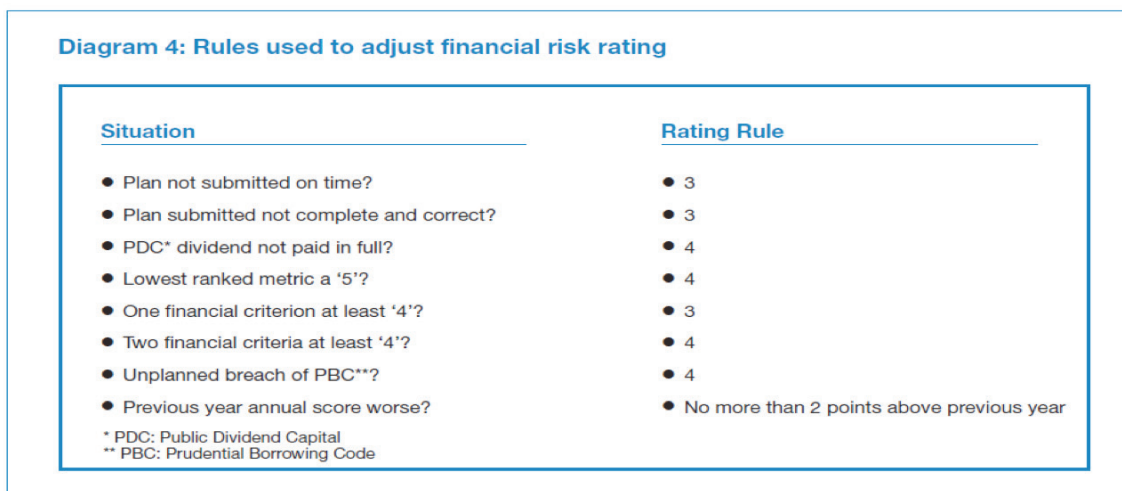 Diagram 4: Rules used to adjust financial risk rating
Situation Rating Rule
● Plan not submitted on time? ● 3
● Plan submitted not complete and correct? ● 3
● PDC* dividend not paid in full? ● 4
● Lowest ranked metric a ‘5’? ● 4
● One financial criterion at least ‘4’? ● 3
● Two financial criteria at least ‘4’? ● 4
● Unplanned breach of PBC**? ● 4
● Previous year annual score worse? ● No more than 2 points above previous year
* PDC: Public Dividend Capital
** PBC: Prudential Borrowing Code